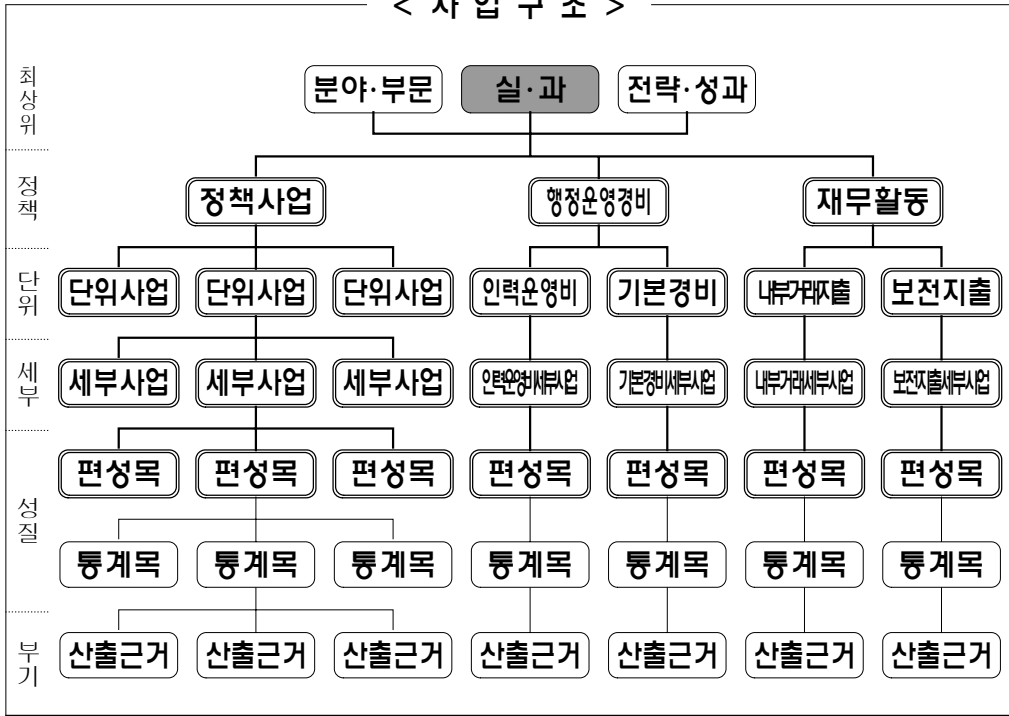 < 사 업 구 조 >
최상위
분야·부문 실·과 전략·성과
정책
정책사업 행정운영경비 재무활동
단위
단위사업 단위사업 단위사업 인력운영비 기본경비 내부거래지출 보전지출
세부
세부사업 세부사업 세부사업 인력운영비세부사업 기본경비세부사업 내부거래세부사업 보전지출세부사업
성질
편성목 편성목 편성목 편성목 편성목 편성목 편성목
통계목 통계목 통계목 통계목 통계목 통계목 통계목
부기
산출근거 산출근거 산출근거 산출근거 산출근거 산출근거 산출근거